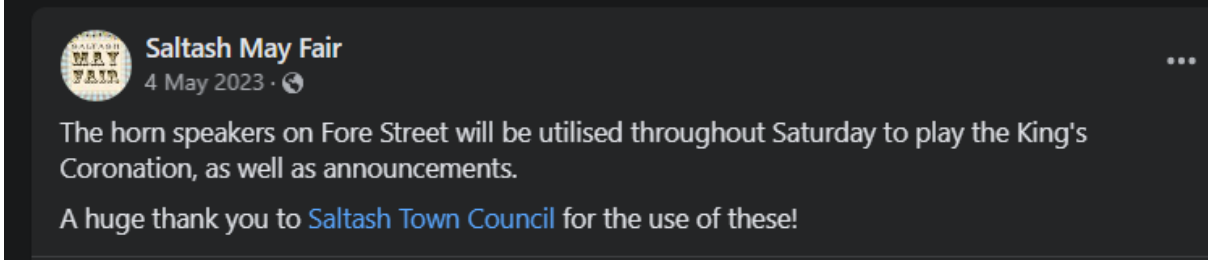 SALTASH
MAY
FAIR
Saltash May Fair
4 May 2023 ·
The horn speakers on Fore Street will be utilised throughout Saturday to play the King's
Coronation, as well as announcements.
A huge thank you to Saltash Town Council for the use of these!